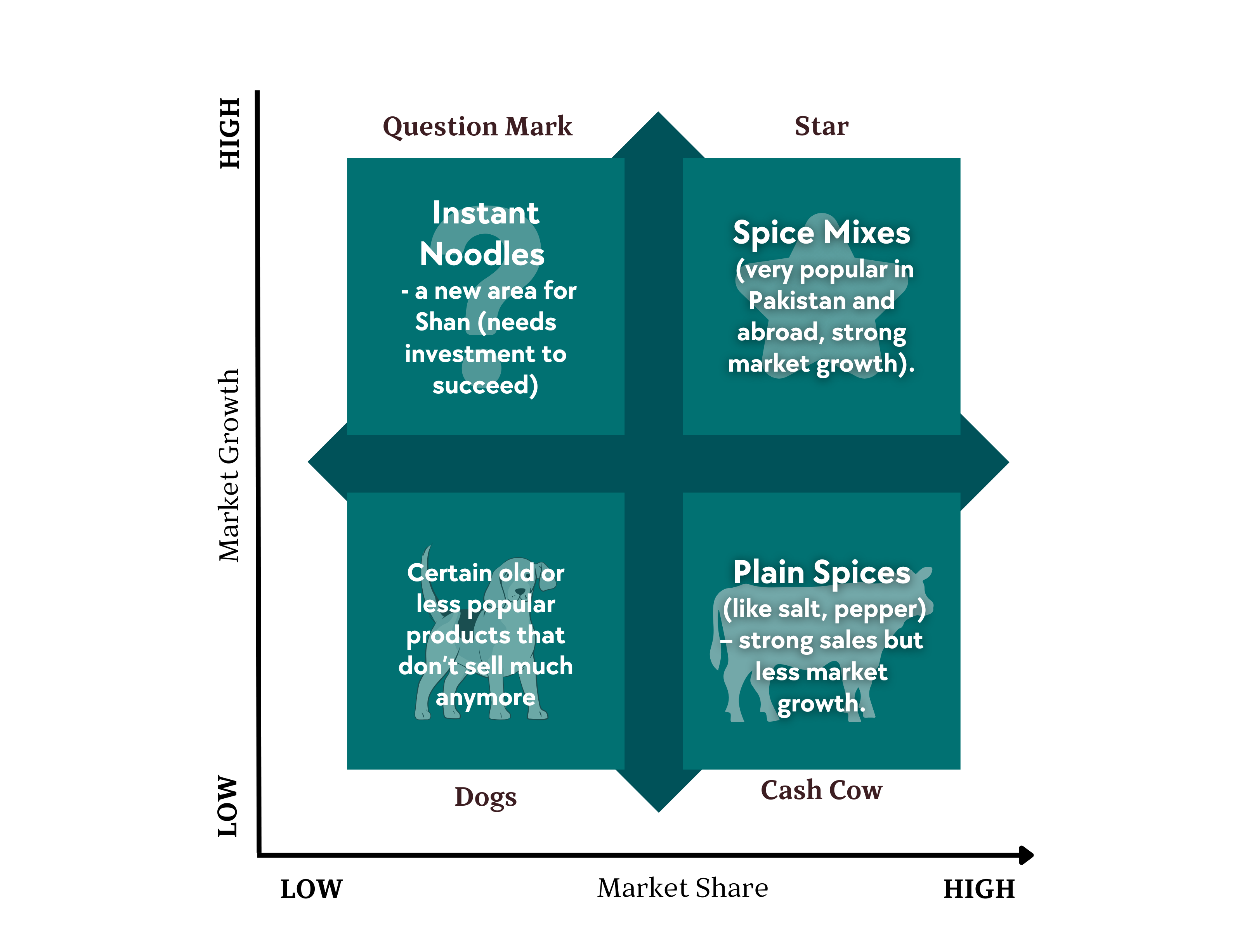 HIGH
Question Mark
Star
Instant
Noodles
- a new area for
Shan (needs
investment to
succeed)
Spice Mixes
(very popular in
Pakistan and
abroad, strong
market growth).
Market Growth
Certain old or
less popular
products that
don't sell much
anymore
Plain Spices
(like salt, pepper)
– strong sales but
less market
growth.
LOW
Dogs
Cash Cow
LOW
Market Share
HIGH